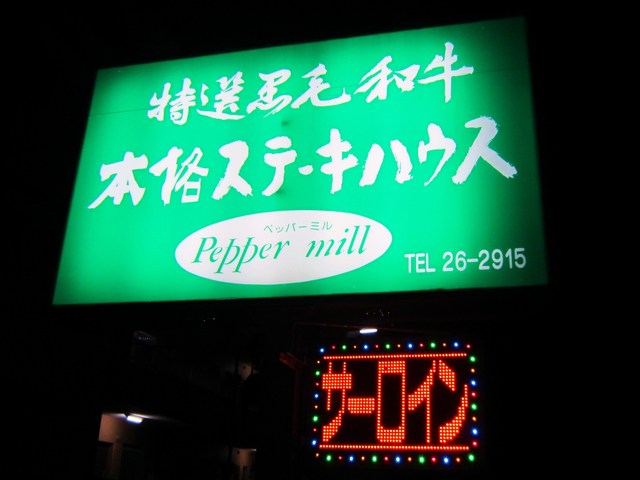 特選黒毛和牛
本格ステーキハウス
ペッパーミル
Pepper mill
TEL 26-2915
サーロイン